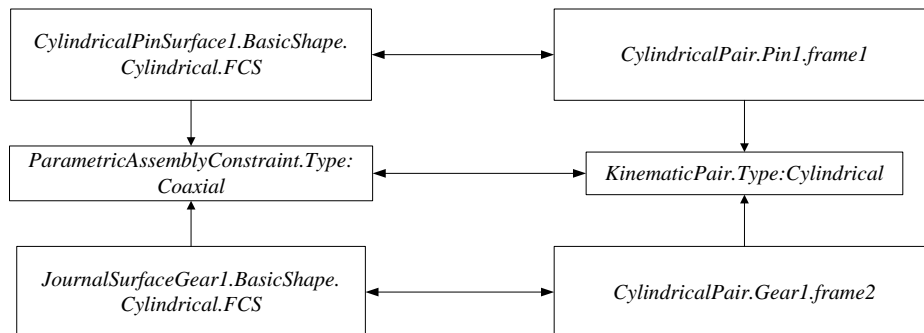 CylindricalPinSurface1.BasicShape.
Cylindrical.FCS
CylindricalPair.Pin1.frame1
ParametricAssemblyConstraint.Type:
Coaxial
KinematicPair.Type:Cylindrical
JournalSurfaceGear1.BasicShape.
Cylindrical.FCS
CylindricalPair.Gear1.frame2